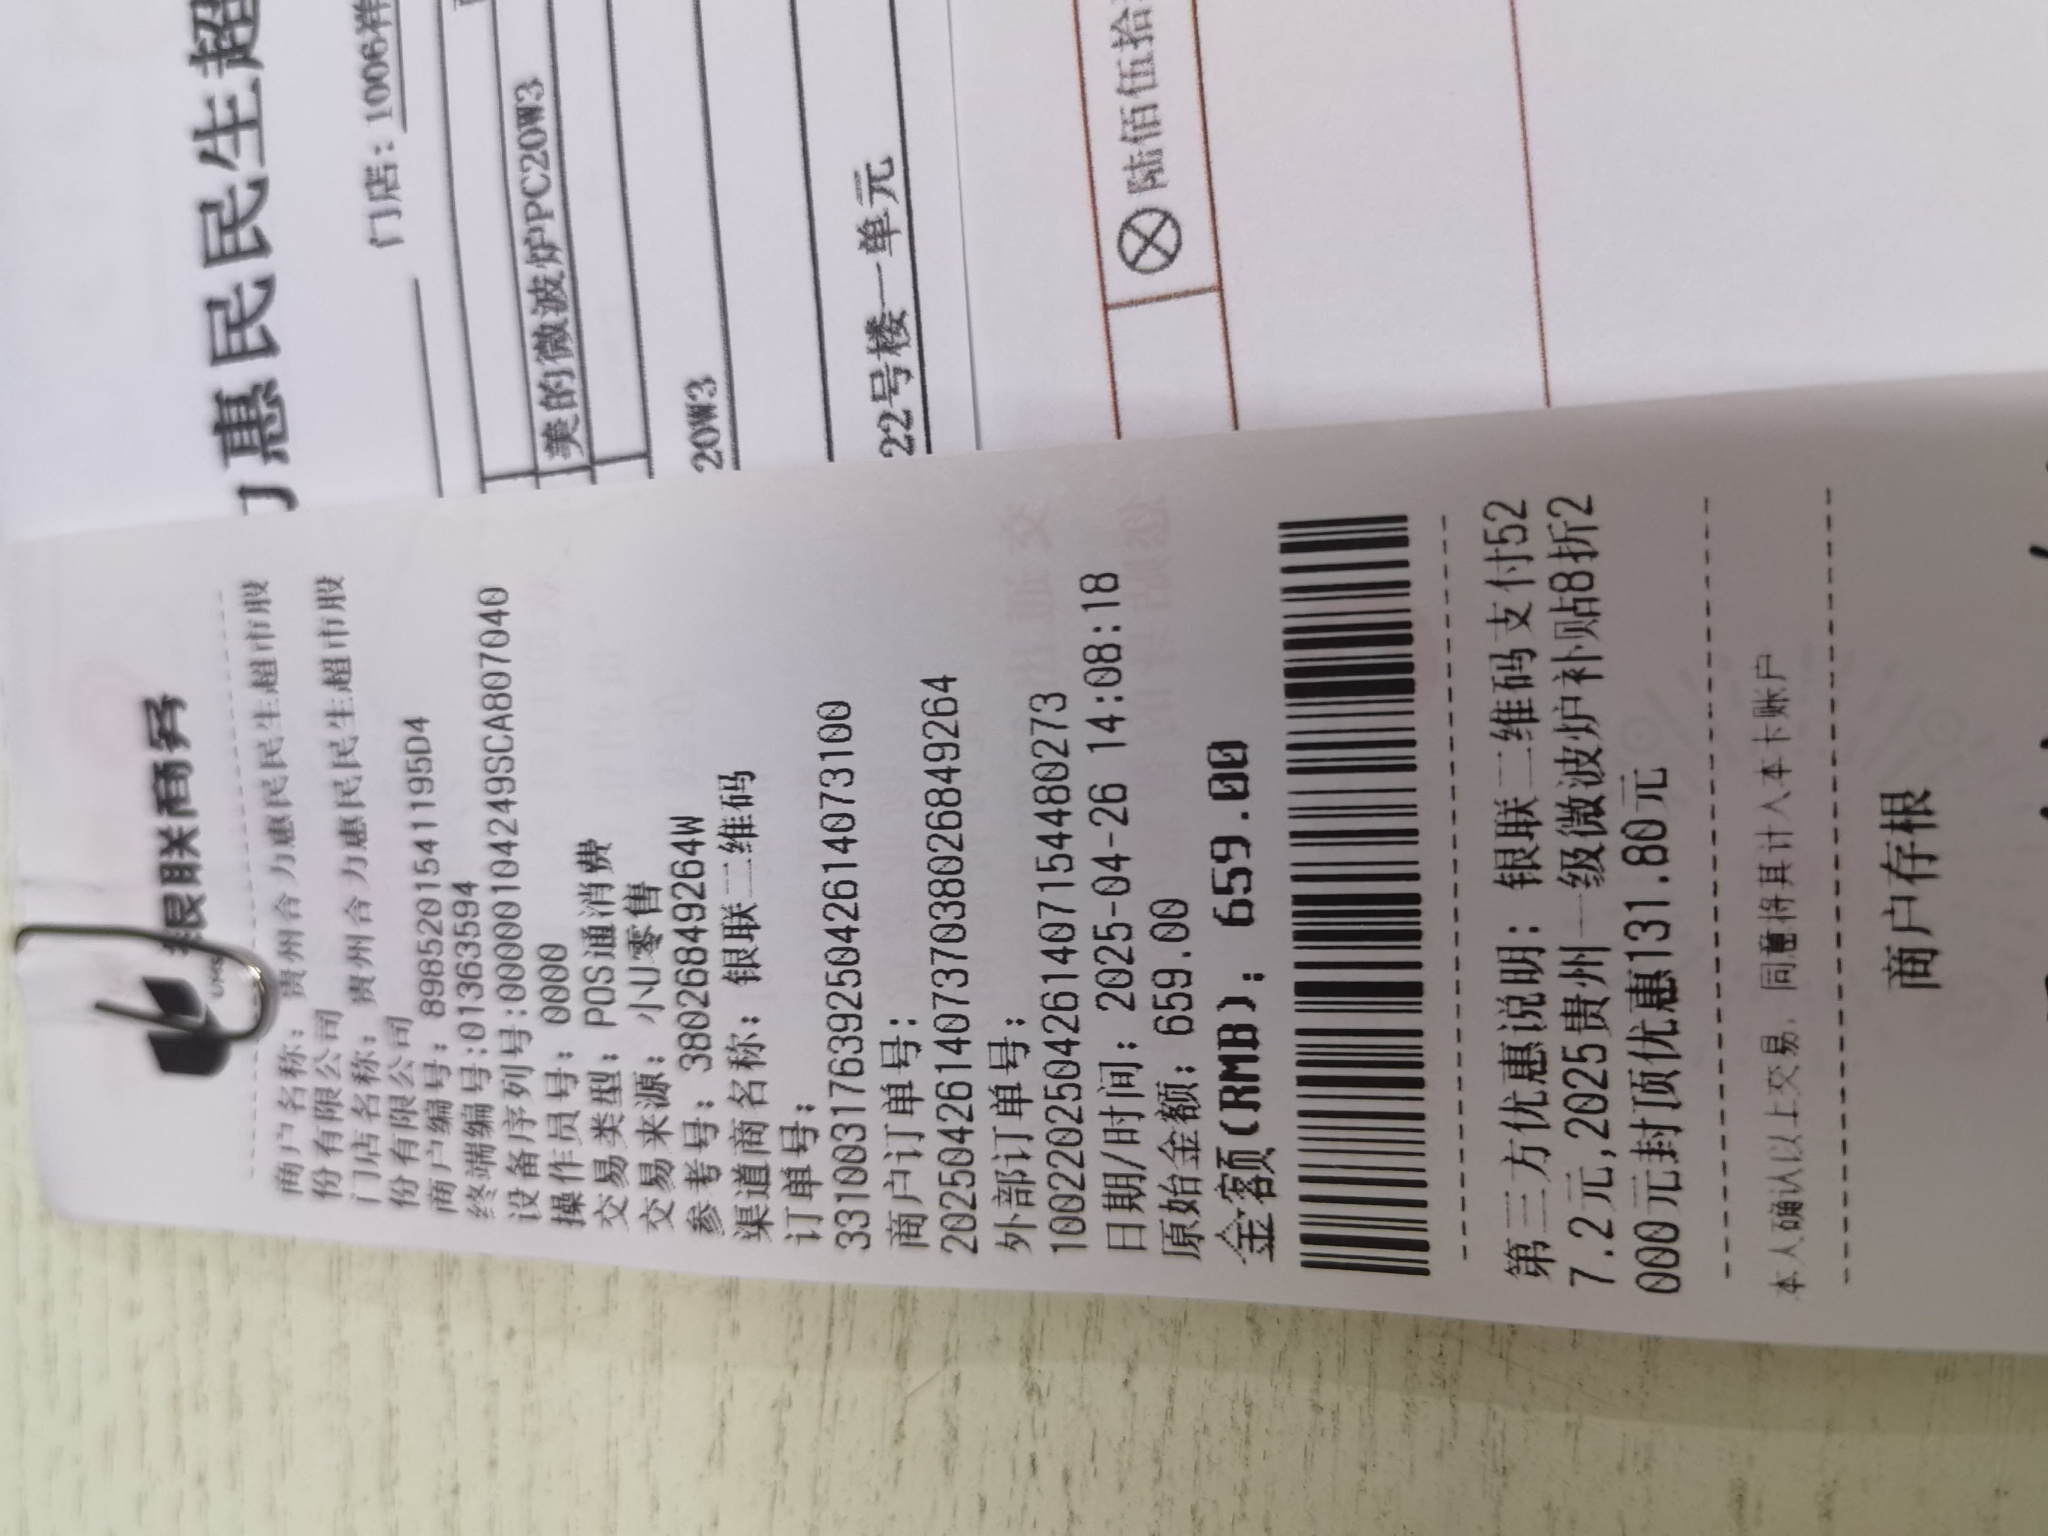 银联商务
商户名称：贵州合力惠民民生超市股
份有限公司
门店名称：贵州合力惠民民生超市股
份有限公司
商户编号：8985201541195D4
终端编号:01363594
设备序列号:00000104249SCA807040
操作员号：0000
交易类型：POS通消费
交易来源：小U零售
参考号：38026849264W
渠道商名称：银联二维码
订单号：
33100317639250426140731​00
商户订单号：
20250426140737038026849264
外部订单号：
1002202504261407154480273
日期/时间：2025-04-26 14:08:18
原始金额：659.00
金额(RMB)：659.00
第三方优惠说明：银联二维码支付52
7.2元,2025贵州一级微波炉补贴8折2
000元封顶优惠131.80元
本人确认以上交易，同意将其计入本卡账户
商户存根
力惠民民生超
门店：1006祥
美的微波炉PC20W3
20W3
22号楼一单元
ⓧ陆佰伍拾